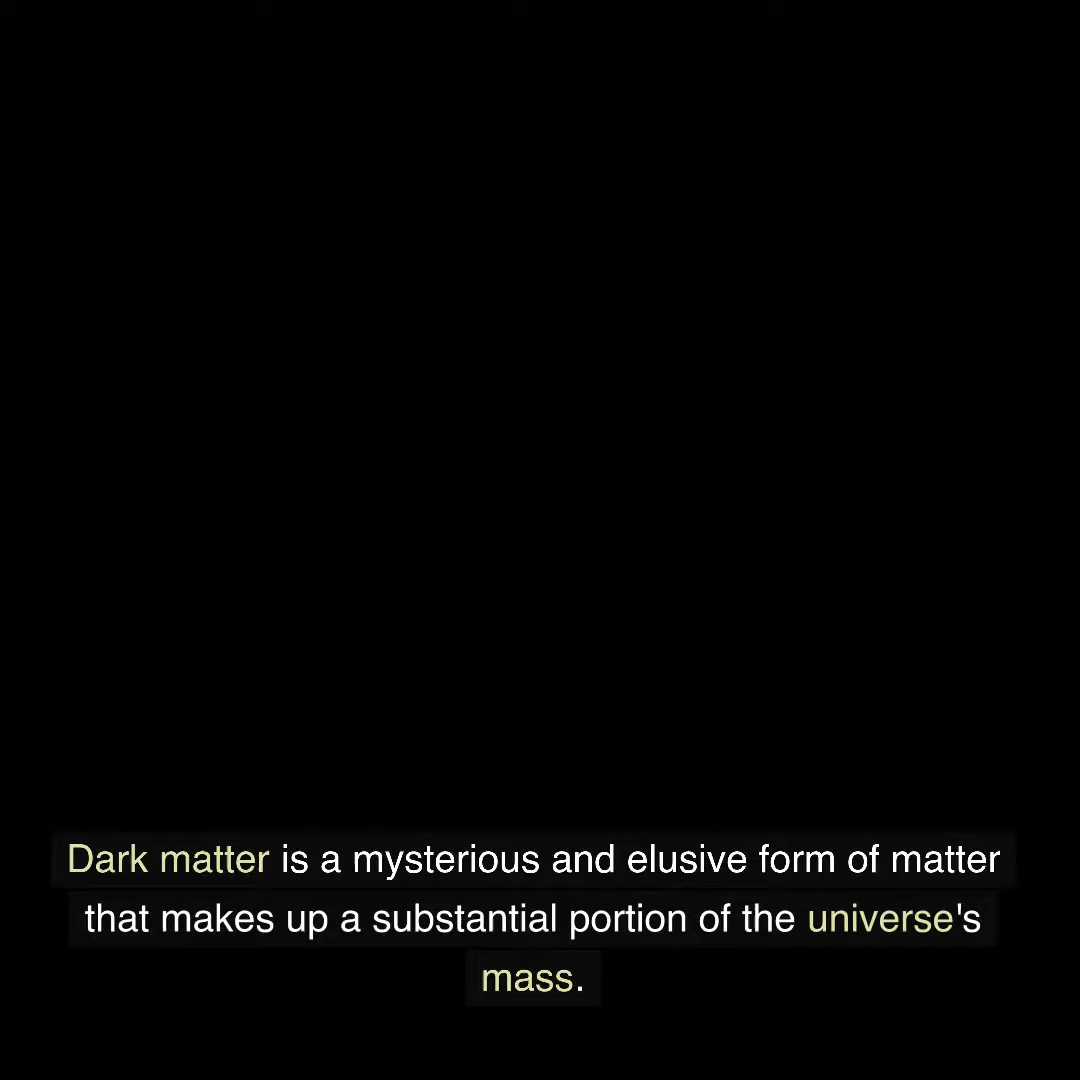 Dark matter is a mysterious and elusive form of matter
that makes up a substantial portion of the universe's
mass.